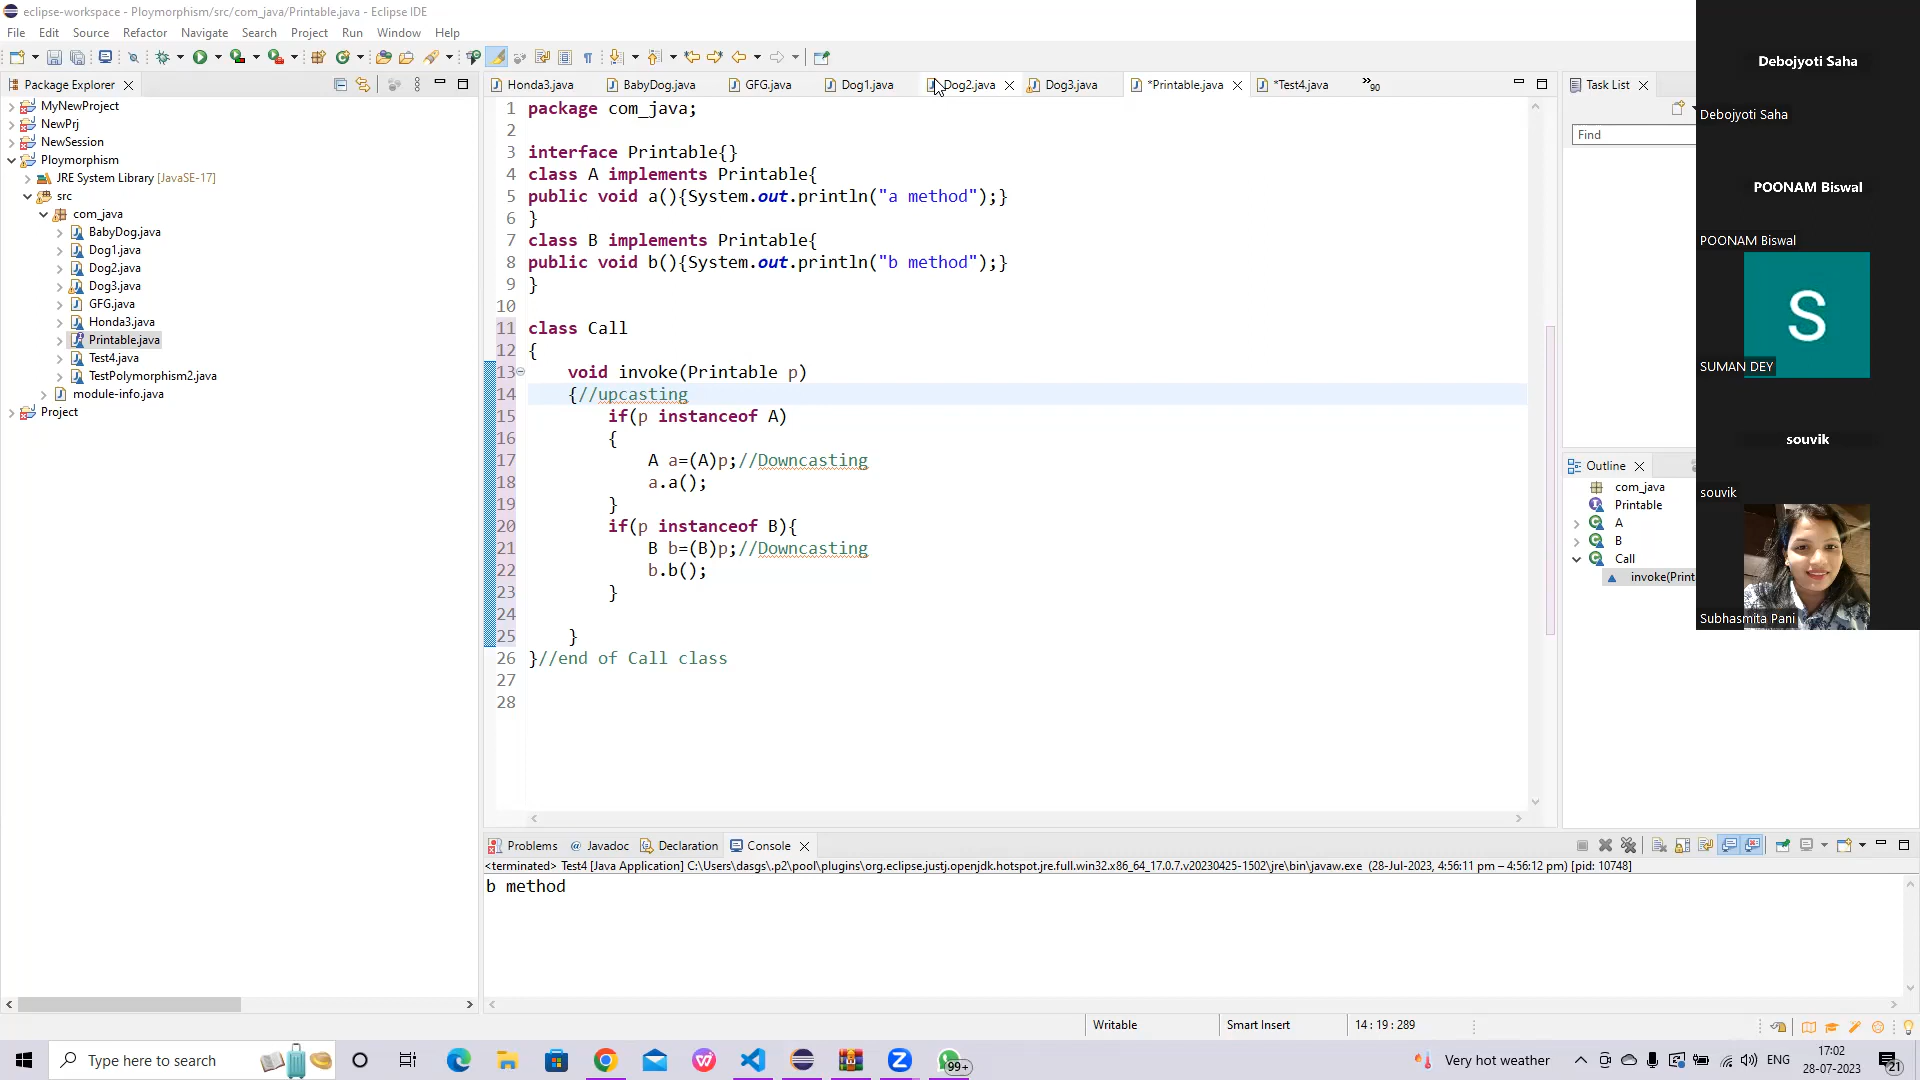 eclipse-workspace - Ploymorphism/src/com_java/Printable.java - Eclipse IDE
File Edit Source Refactor Navigate Search Project Run Window Help
Package Explorer
MyNewProject
NewPrj
NewSession
Ploymorphism
JRE System Library [JavaSE-17]
src
com_java
BabyDog.java
Dog1.java
Dog2.java
Dog3.java
GFG.java
Honda3.java
Printable.java
Test4.java
TestPolymorphism2.java
module-info.java
Project
Honda3.java BabyDog.java GFG.java Dog1.java Dog2.java Dog3.java *Printable.java *Test4.java »90
1 package com_java;
2
3 interface Printable{}
4 class A implements Printable{
5 public void a(){System.out.println("a method");}
6 }
7 class B implements Printable{
8 public void b(){System.out.println("b method");}
9 }
10
11 class Call
12 {
13 void invoke(Printable p)
14 {//upcasting
15 if(p instanceof A)
16 {
17 A a=(A)p;//Downcasting
18 a.a();
19 }
20 if(p instanceof B){
21 B b=(B)p;//Downcasting
22 b.b();
23 }
24
25 }
26 }//end of Call class
27
28
Task List
Find
Outline
com_java
Printable
A
B
Call
invoke(Print
Debojyoti Saha
Debojyoti Saha
POONAM Biswal
POONAM Biswal
S
SUMAN DEY
souvik
souvik
Subhasmita Pani
Problems @ Javadoc Declaration Console
<terminated> Test4 [Java Application] C:\Users\dasgs\.p2\pool\plugins\org.eclipse.justj.openjdk.hotspot.jre.full.win32.x86_64_17.0.7.v20230425-1502\jre\bin\javaw.exe (28-Jul-2023, 4:56:11 pm – 4:56:12 pm) [pid: 10748]
b method
Writable Smart Insert 14 : 19 : 289
Type here to search
99+
Very hot weather
ENG
17:02
28-07-2023
21